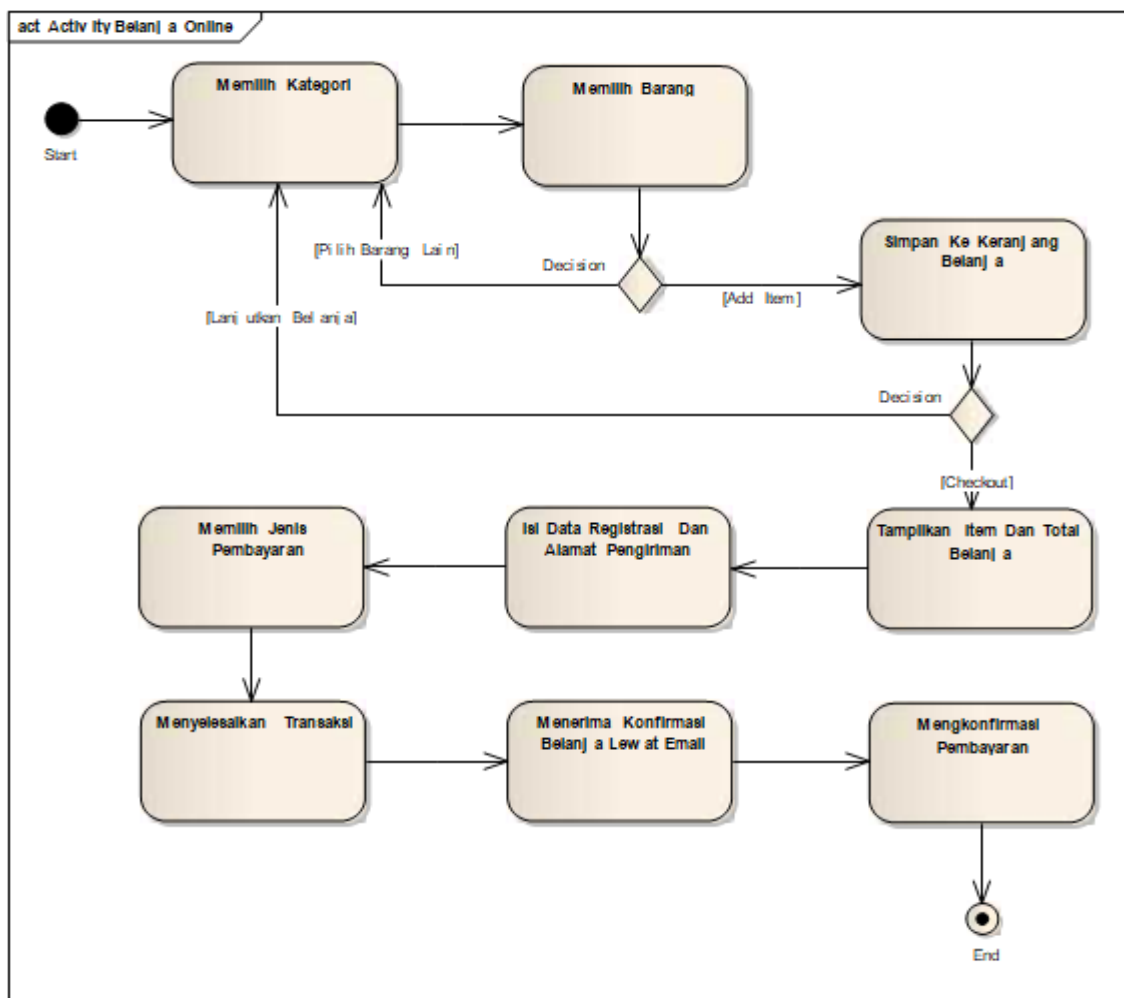 act Activity Belanja Online
Memilih Kategori
Memilih Barang
Start
[Pilih Barang Lain]
Decision
[Add Item]
Simpan Ke Keranjang
Belanja
[Lanjutkan Belanja]
Decision
[Checkout]
Memilih Jenis
Pembayaran
Isi Data Registrasi Dan
Alamat Pengiriman
Tampilkan Item Dan Total
Belanja
Menyelesaikan Transaksi
Menerima Konfirmasi
Belanja Lewat Email
Mengkonfirmasi
Pembayaran
End